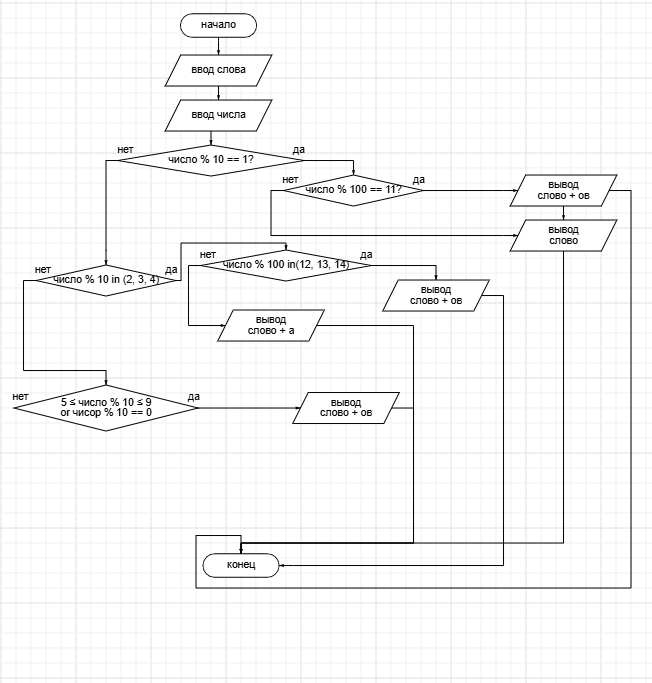 начало
ввод слова
ввод числа
нет
да
число % 10 == 1?
нет
да
число % 100 == 11?
вывод
слово + ов
вывод
слово
нет
да
число % 10 in (2, 3, 4)
нет
да
число % 100 in(12, 13, 14)
вывод
слово + ов
вывод
слово + а
нет
да
5 ≤ число % 10 ≤ 9
or чисор % 10 == 0
вывод
слово + ов
конец